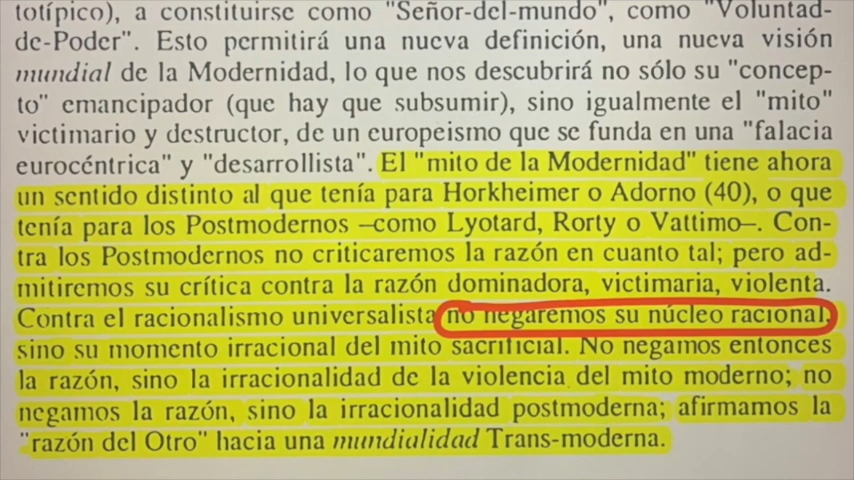 totípico), a constituirse como "Señor-del-mundo", como "Voluntad-
de-Poder". Esto permitirá una nueva definición, una nueva visión
mundial de la Modernidad, lo que nos descubrirá no sólo su "concep-
to" emancipador (que hay que subsumir), sino igualmente el "mito"
victimario y destructor, de un europeismo que se funda en una "falacia
eurocéntrica" y "desarrollista". El "mito de la Modernidad" tiene ahora
un sentido distinto al que tenía para Horkheimer o Adorno (40), o que
tenía para los Postmodernos –como Lyotard, Rorty o Vattimo–. Con-
tra los Postmodernos no criticaremos la razón en cuanto tal; pero ad-
mitiremos su crítica contra la razón dominadora, victimaria, violenta.
Contra el racionalismo universalista no negaremos su núcleo racional,
sino su momento irracional del mito sacrificial. No negamos entonces
la razón, sino la irracionalidad de la violencia del mito moderno; no
negamos la razón, sino la irracionalidad postmoderna; afirmamos la
"razón del Otro" hacia una mundialidad Trans-moderna.